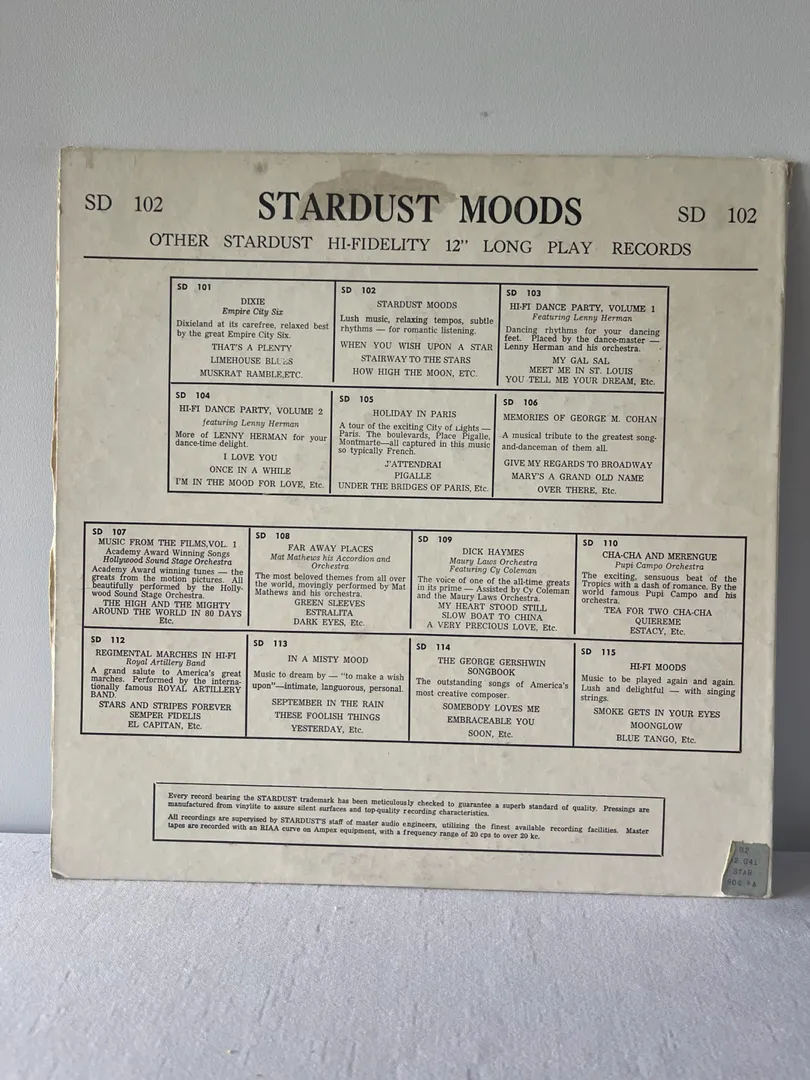 SD 102 STARDUST MOODS SD 102
OTHER STARDUST HI-FIDELITY 12" LONG PLAY RECORDS
SD 101
DIXIE
Empire City Six
Dixieland at its carefree, relaxed best
by the great Empire City Six.
THAT'S A PLENTY
LIMEHOUSE
MUSKRAT RAMBLE,ETC.
SD 102
STARDUST MOODS
Lush music, relaxing tempos, subtle
rhythms — for romantic listening.
WHEN YOU WISH UPON A STAR
STAIRWAY TO THE STARS
HOW HIGH THE MOON, ETC.
SD 103
HI-FI DANCE PARTY, VOLUME 1
Featuring Lenny Herman
Dancing rhythms for your dancing
feet. Placed by the dance-master —
Lenny Herman and his orchestra.
MY GAL SAL
MEET ME IN ST. LOUIS
YOU TELL ME YOUR DREAM, Etc.
SD 104
HI-FI DANCE PARTY, VOLUME 2
featuring Lenny Herman
More of LENNY HERMAN for your
dance-time delight.
I LOVE YOU
ONCE IN A WHILE
I'M IN THE MOOD FOR LOVE, Etc.
SD 105
HOLIDAY IN PARIS
A tour of the exciting City of Lights —
Paris. The boulevards, Place Pigalle,
Montmarte—all captured in this music
so typically French.
J'ATTENDRAI
PIGALLE
UNDER THE BRIDGES OF PARIS, Etc.
SD 106
MEMORIES OF GEORGE M. COHAN
A musical tribute to the greatest song-
and-danceman of them all.
GIVE MY REGARDS TO BROADWAY
MARY'S A GRAND OLD NAME
OVER THERE, Etc.
SD 107
MUSIC FROM THE FILMS,VOL. 1
Academy Award Winning Songs
Hollywood Sound Stage Orchestra
Academy Award winning tunes — the
greats from the motion pictures. All
beautifully performed by the Holly-
wood Sound Stage Orchestra.
THE HIGH AND THE MIGHTY
AROUND THE WORLD IN 80 DAYS
Etc.
SD 108
FAR AWAY PLACES
Mat Mathews his Accordion and
Orchestra
The most beloved themes from all over
the world, movingly performed by Mat
Mathews and his orchestra.
GREEN SLEEVES
ESTRALITA
DARK EYES, Etc.
SD 109
DICK HAYMES
Maury Laws Orchestra
Featuring Cy Coleman
The voice of one of the all-time greats
in its prime — Assisted by Cy Coleman
and the Maury Laws Orchestra.
MY HEART STOOD STILL
SLOW BOAT TO CHINA
A VERY PRECIOUS LOVE, Etc.
SD 110
CHA-CHA AND MERENGUE
Pupi Campo Orchestra
The exciting, sensuous beat of the
Tropics with a dash of romance. By the
world famous Pupi Campo and his
orchestra.
TEA FOR TWO CHA-CHA
QUIEREME
ESTACY, Etc.
SD 112
REGIMENTAL MARCHES IN HI-FI
Royal Artillery Band
A grand salute to America's great
marches. Performed by the interna-
tionally famous ROYAL ARTILLERY
BAND.
STARS AND STRIPES FOREVER
SEMPER FIDELIS
EL CAPITAN, Etc.
SD 113
IN A MISTY MOOD
Music to dream by — "to make a wish
upon"—intimate, languorous, personal.
SEPTEMBER IN THE RAIN
THESE FOOLISH THINGS
YESTERDAY, Etc.
SD 114
THE GEORGE GERSHWIN
SONGBOOK
The outstanding songs of America's
most creative composer.
SOMEBODY LOVES ME
EMBRACEABLE YOU
SOON, Etc.
SD 115
HI-FI MOODS
Music to be played again and again.
Lush and delightful — with singing
strings.
SMOKE GETS IN YOUR EYES
MOONGLOW
BLUE TANGO, Etc.
Every record bearing the STARDUST trademark has been meticulously checked to guarantee a superb standard of quality. Pressings are
manufactured from vinylite to assure silent surfaces and top-quality recording characteristics.
All recordings are supervised by STARDUST'S staff of master audio engineers, utilizing the finest available recording facilities. Master
tapes are recorded with an RIAA curve on Ampex equipment, with a frequency range of 20 cps to over 20 kc.
STAR